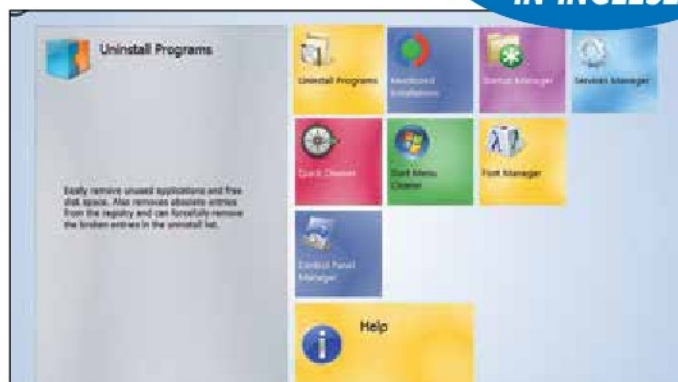 IN INGLESE
Uninstall Programs
Easily remove unused applications and free
disk space. Also removes obsolete entries
from the registry and can forcefully remove
the broken entries in the uninstall list.
Uninstall Programs
Monitored
Installations
Startup Manager
Services Manager
Quick Cleaner
Start Menu
Cleaner
Font Manager
Control Panel
Manager
Help